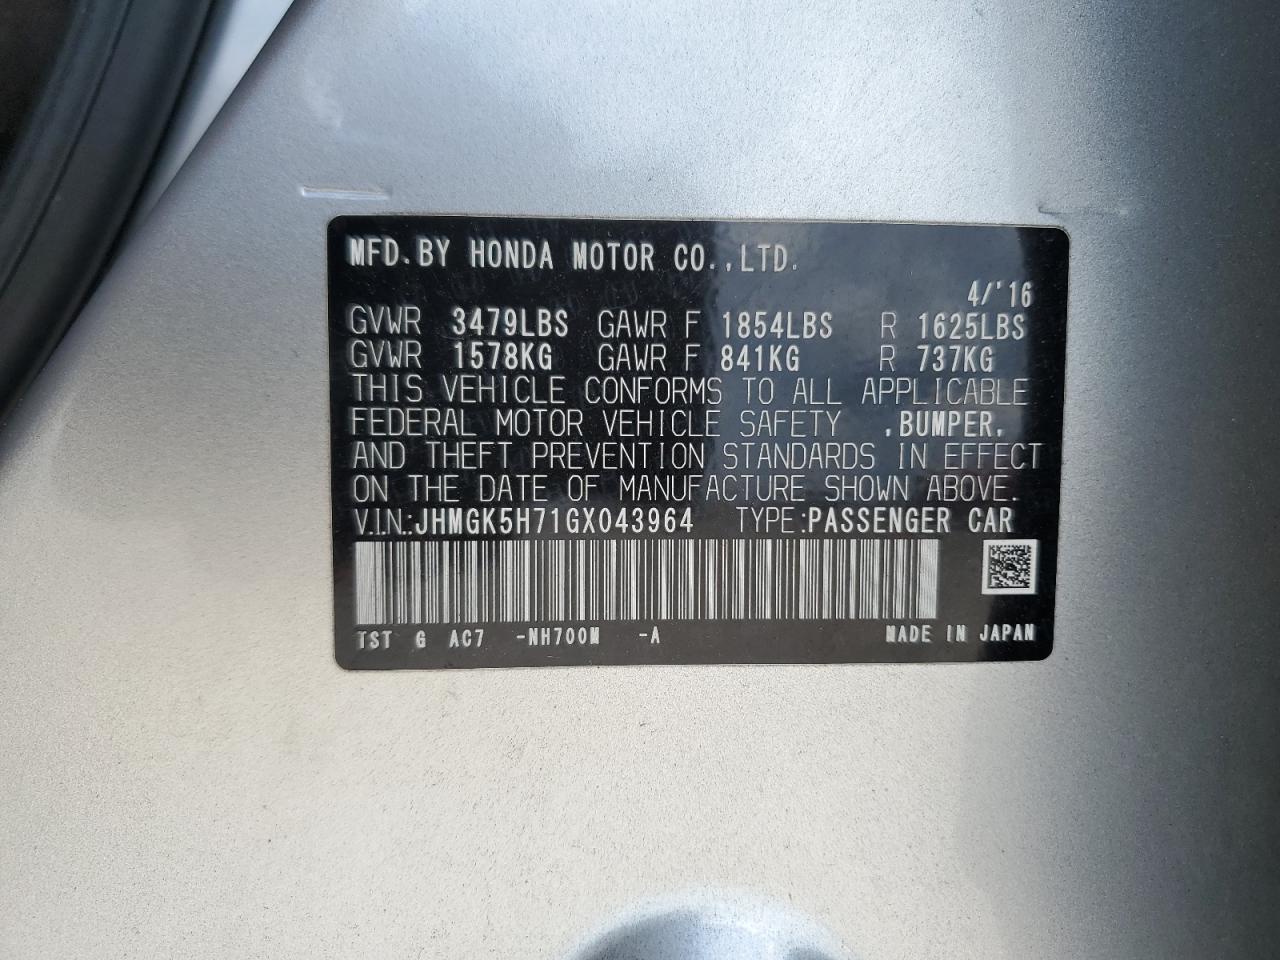 MFD. BY HONDA MOTOR CO.,LTD.
4/'16
GVWR 3479LBS GAWR F 1854LBS R 1625LBS
GVWR 1578KG GAWR F 841KG R 737KG
THIS VEHICLE CONFORMS TO ALL APPLICABLE
FEDERAL MOTOR VEHICLE SAFETY ,BUMPER,
AND THEFT PREVENTION STANDARDS IN EFFECT
ON THE DATE OF MANUFACTURE SHOWN ABOVE.
V.I.N.:JHMGK5H71GX043964 TYPE:PASSENGER CAR
TST G AC7 -NH700M -A MADE IN JAPAN